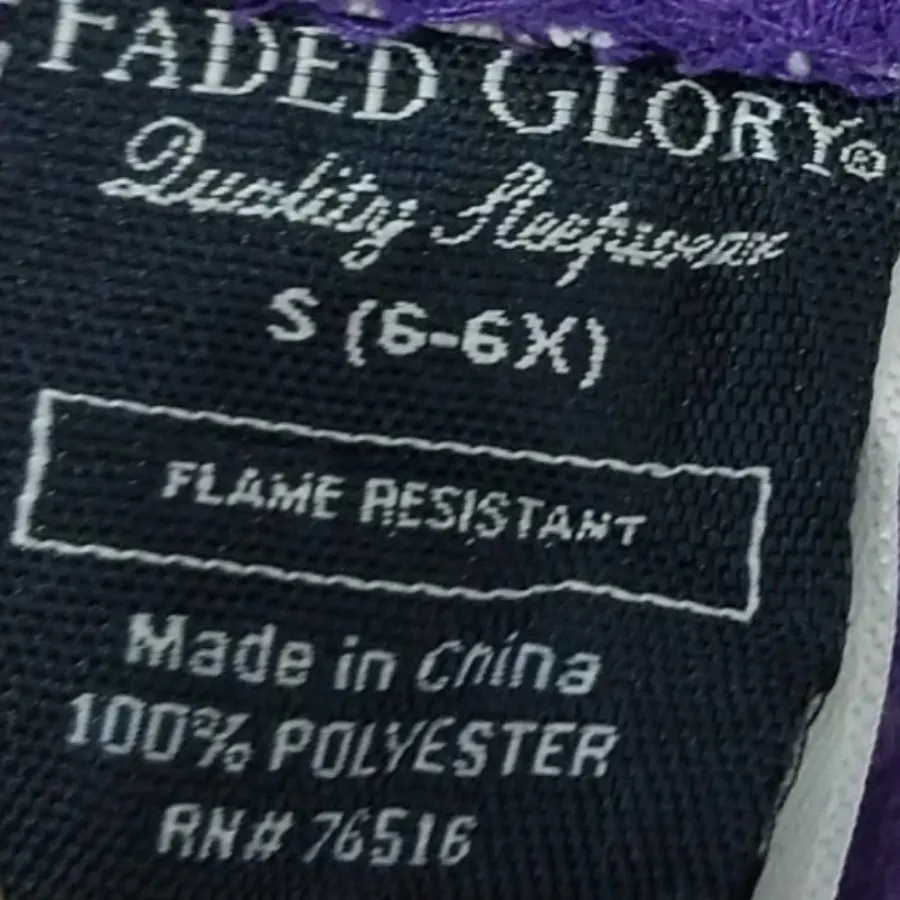 FADED GLORY®
Quality Sleepwear
S (6-6X)
FLAME RESISTANT
Made in China
100% POLYESTER
RN# 76516